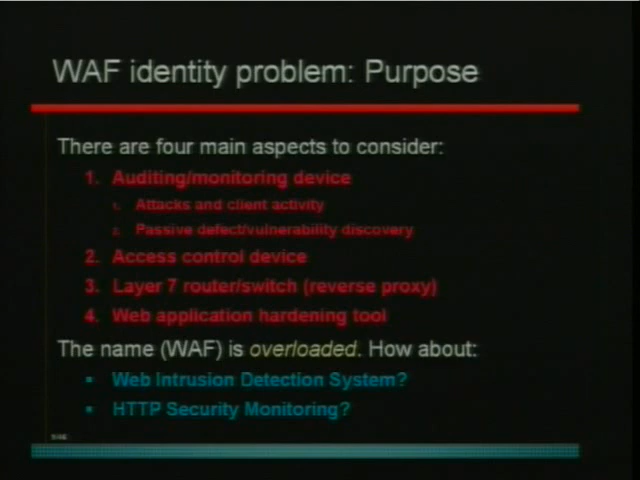 WAF identity problem: Purpose
There are four main aspects to consider:
1. Auditing/monitoring device
1. Attacks and client activity
2. Passive defect/vulnerability discovery
2. Access control device
3. Layer 7 router/switch (reverse proxy)
4. Web application hardening tool
The name (WAF) is overloaded. How about:
▪ Web Intrusion Detection System?
▪ HTTP Security Monitoring?